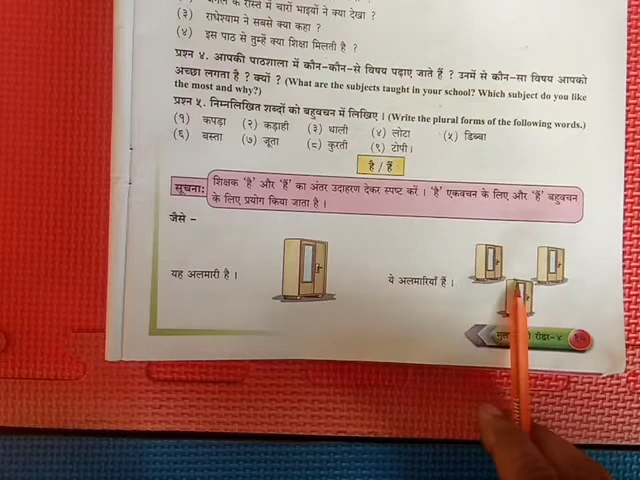 के रास्ते में चारों भाइयों ने क्या देखा ?
(३) राधेश्याम ने सबसे क्या कहा ?
(४) इस पाठ से तुम्हें क्या शिक्षा मिलती है ?
प्रश्न ४. आपकी पाठशाला में कौन-कौन-से विषय पढ़ाए जाते हैं ? उनमें से कौन-सा विषय आपको
अच्छा लगता है ? क्यों ? (What are the subjects taught in your school? Which subject do you like
the most and why?)
प्रश्न ५. निम्नलिखित शब्दों को बहुवचन में लिखिए । (Write the plural forms of the following words.)
(१) कपड़ा (२) कड़ाही (३) थाली (४) लोटा (५) डिब्बा
(६) बस्ता (७) जूता (८) कुरती (९) टोपी ।
है / हैं
सूचना: शिक्षक 'है' और 'हैं' का अंतर उदाहरण देकर स्पष्ट करें । 'है' एकवचन के लिए और 'हैं' बहुवचन
के लिए प्रयोग किया जाता है ।
जैसे –
यह अलमारी है । ये अलमारियाँ हैं ।
रीडर-४